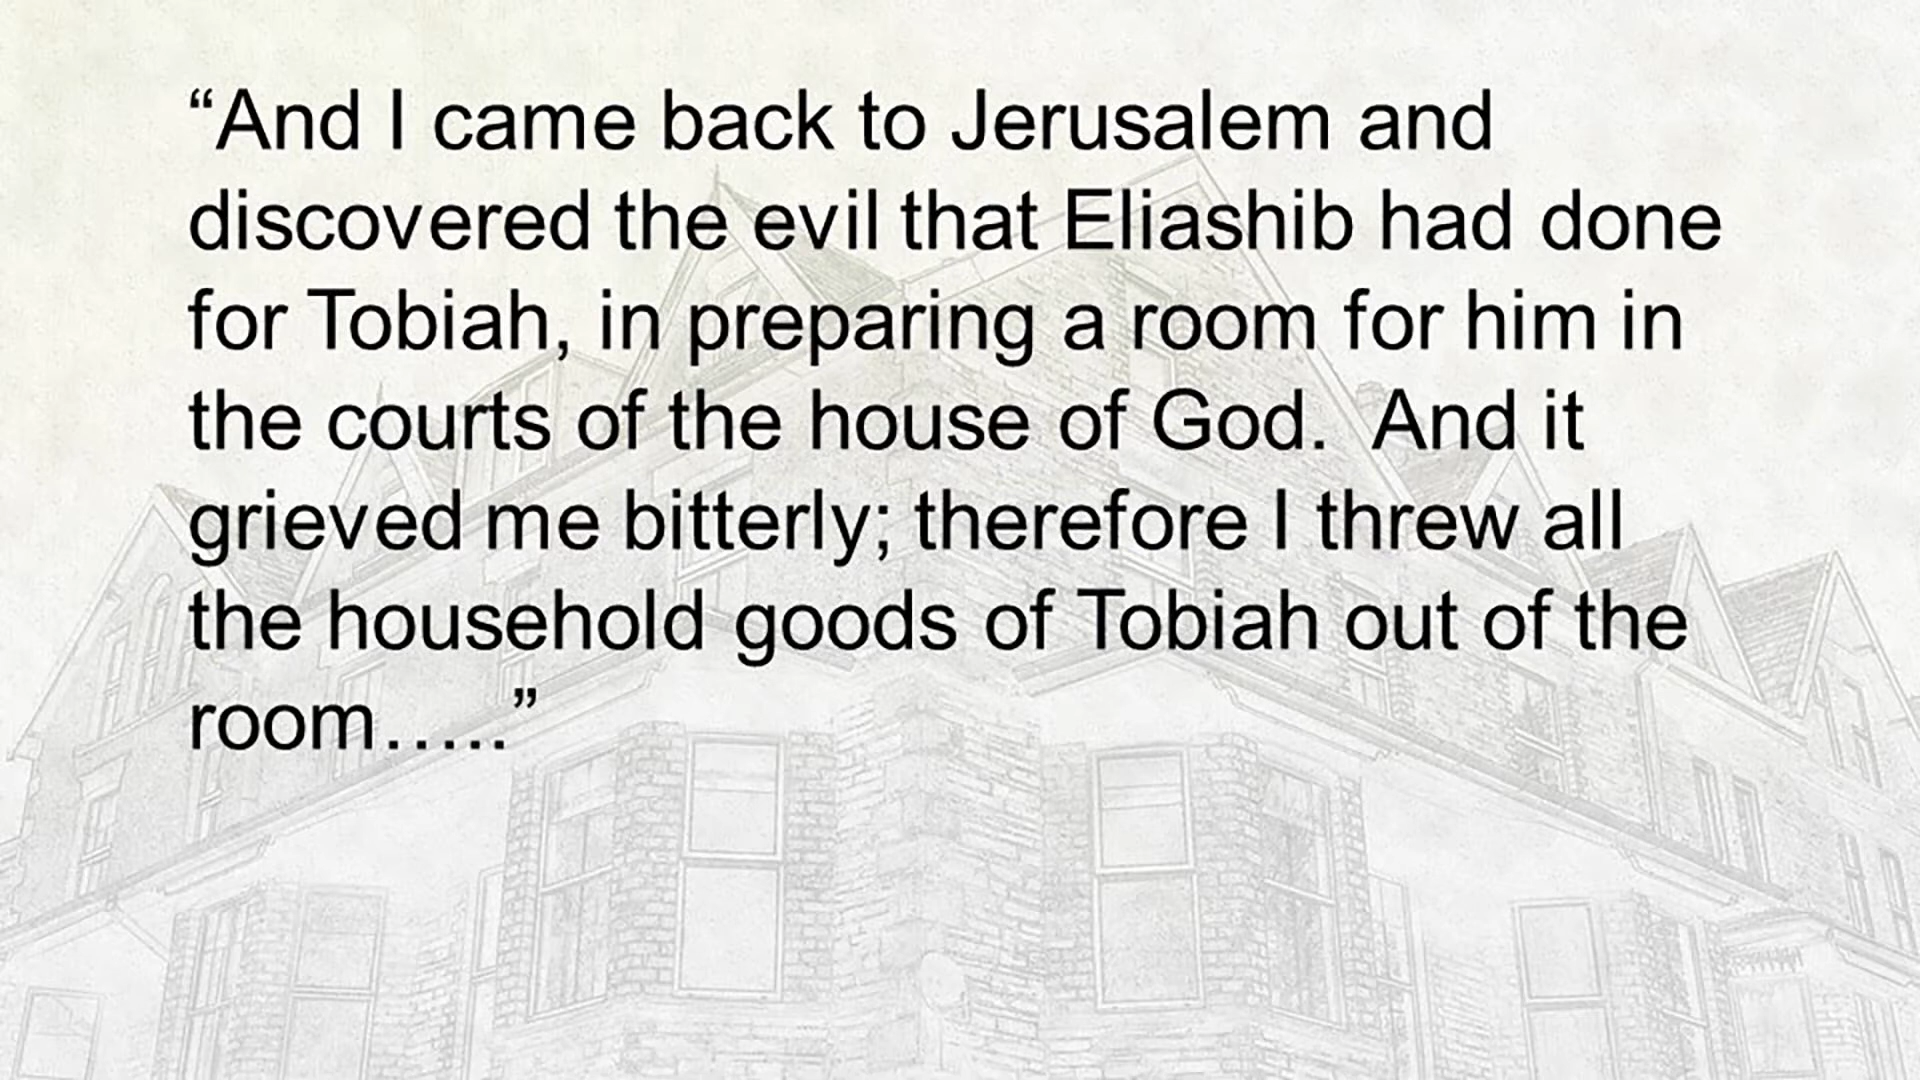 “And I came back to Jerusalem and
discovered the evil that Eliashib had done
for Tobiah, in preparing a room for him in
the courts of the house of God.  And it
grieved me bitterly; therefore I threw all
the household goods of Tobiah out of the
room…..”